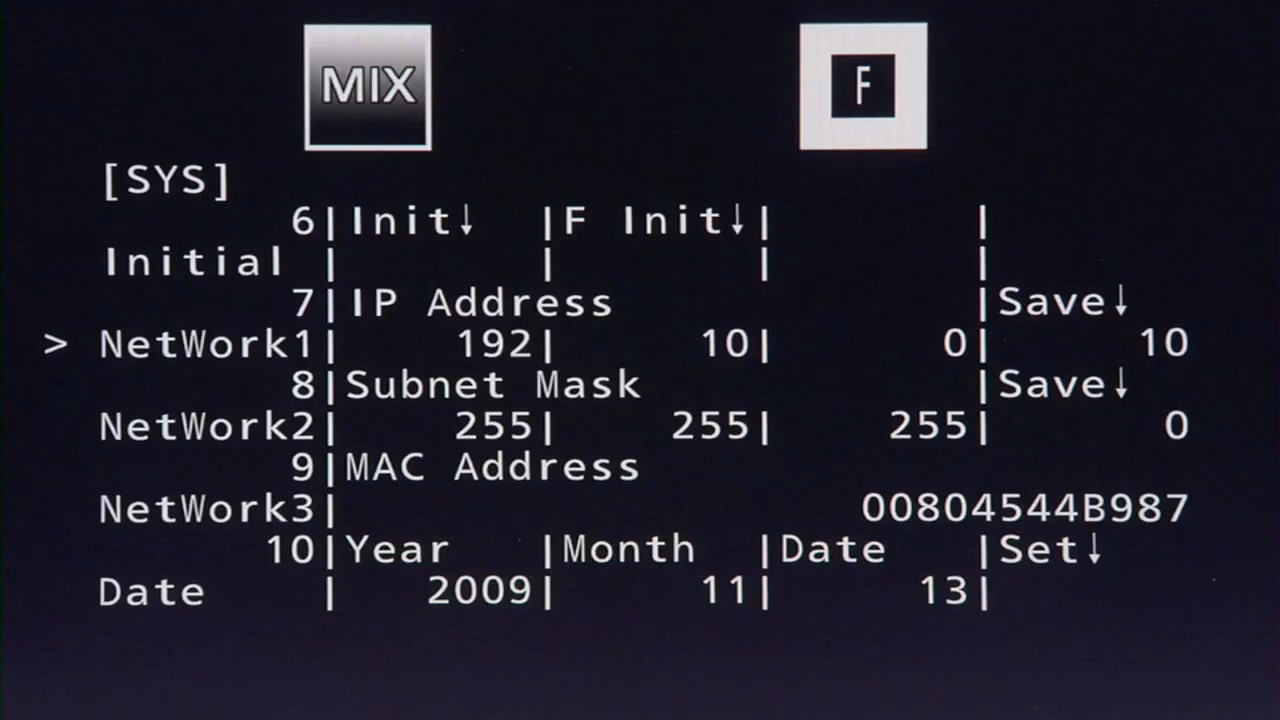 MIX F
[SYS]
6| Init↓ |F Init↓| |
Initial | | | |
7| IP Address |Save↓
> NetWork1| 192| 10| 0| 10
8|Subnet Mask |Save↓
NetWork2| 255| 255| 255| 0
9|MAC Address
NetWork3| 00804544B987
10|Year |Month |Date |Set↓
Date | 2009| 11| 13|